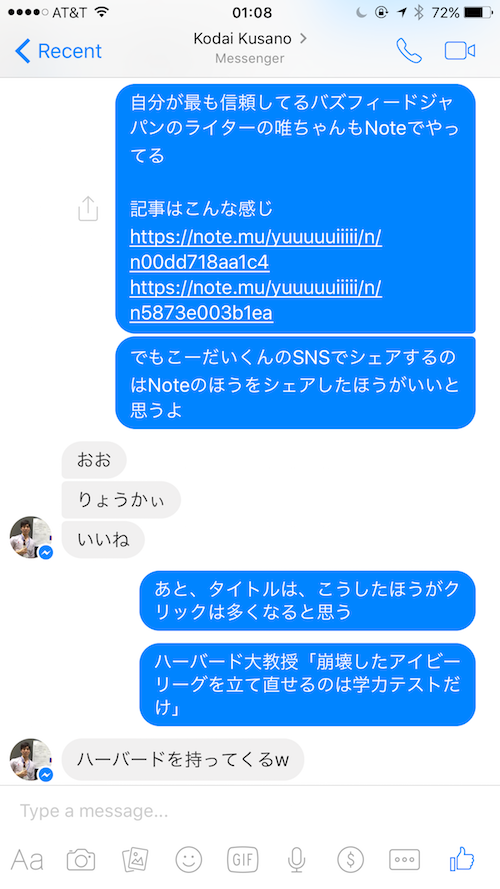 AT&T 01:08 72%
Recent
Kodai Kusano
Messenger
自分が最も信頼してるバズフィードジャ
パンのライターの唯ちゃんもNoteでやっ
てる
記事はこんな感じ
https://note.mu/yuuuuuiiiii/n/
n00dd718aa1c4
https://note.mu/yuuuuuiiiii/n/
n5873e003b1ea
でもこーだいくんのSNSでシェアするの
はNoteのほうをシェアしたほうがいいと
思うよ
おお
りょうかぃ
いいね
あと、タイトルは、こうしたほうがク
リックは多くなると思う
ハーバード大教授「崩壊したアイビー
リーグを立て直せるのは学力テストだ
け」
ハーバードを持ってくるw
Type a message...
Aa GIF $